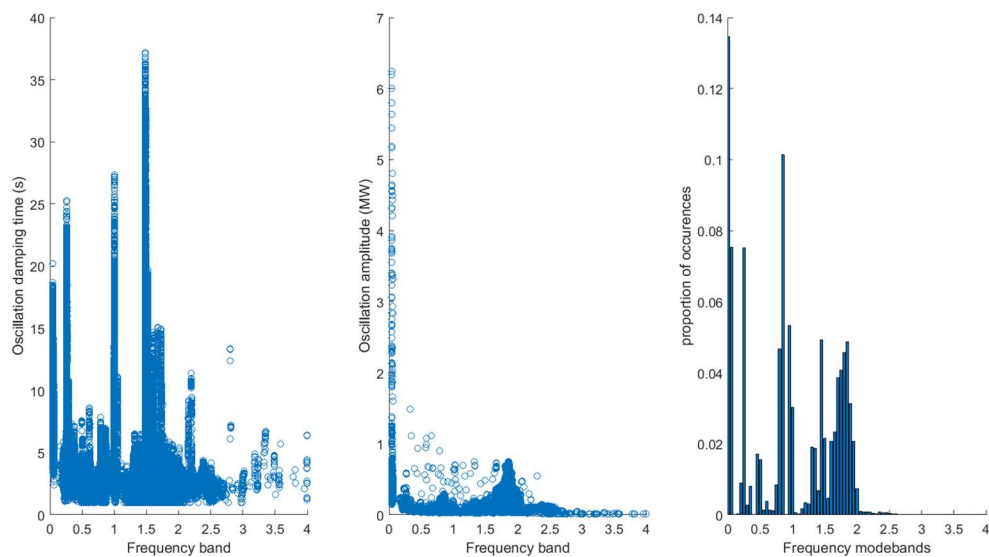 40
35
30
25
20
15
10
5
0
Oscillation damping time (s)
0 0.5 1 1.5 2 2.5 3 3.5 4
Frequency band
7
6
5
4
3
2
1
0
Oscillation amplitude (MW)
0 0.5 1 1.5 2 2.5 3 3.5 4
Frequency band
0.14
0.12
0.1
0.08
0.06
0.04
0.02
0
proportion of occurences
0 0.5 1 1.5 2 2.5 3 3.5 4
Frequency modebands